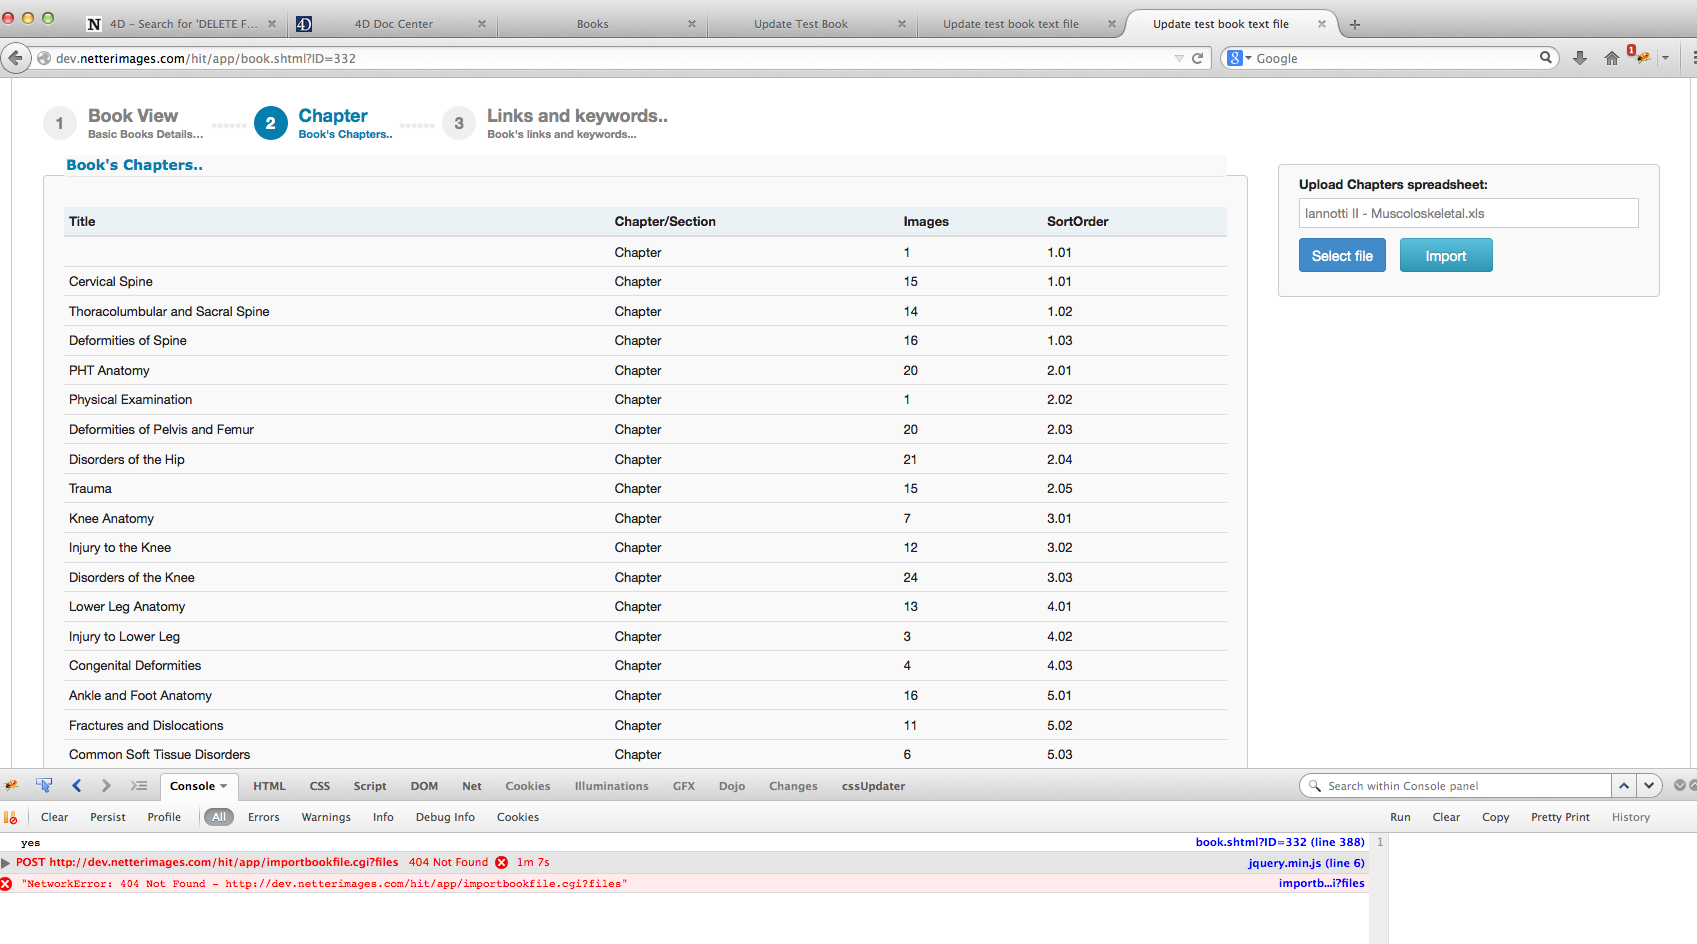 4D – Search for 'DELETE F...
4D Doc Center
Books
Update Test Book
Update test book text file
Update test book text file
dev.netterimages.com/hit/app/book.shtml?ID=332
Google
1
1 Book View
Basic Books Details...
2 Chapter
Book's Chapters..
3 Links and keywords..
Book's links and keywords...
Book's Chapters..
Title Chapter/Section Images SortOrder
Chapter 1 1.01
Cervical Spine Chapter 15 1.01
Thoracolumbular and Sacral Spine Chapter 14 1.02
Deformities of Spine Chapter 16 1.03
PHT Anatomy Chapter 20 2.01
Physical Examination Chapter 1 2.02
Deformities of Pelvis and Femur Chapter 20 2.03
Disorders of the Hip Chapter 21 2.04
Trauma Chapter 15 2.05
Knee Anatomy Chapter 7 3.01
Injury to the Knee Chapter 12 3.02
Disorders of the Knee Chapter 24 3.03
Lower Leg Anatomy Chapter 13 4.01
Injury to Lower Leg Chapter 3 4.02
Congenital Deformities Chapter 4 4.03
Ankle and Foot Anatomy Chapter 16 5.01
Fractures and Dislocations Chapter 11 5.02
Common Soft Tissue Disorders Chapter 6 5.03
Upload Chapters spreadsheet:
Iannotti II - Muscoloskeletal.xls
Select file Import
Console HTML CSS Script DOM Net Cookies Illuminations GFX Dojo Changes cssUpdater
Search within Console panel
Clear Persist Profile All Errors Warnings Info Debug Info Cookies
Run Clear Copy Pretty Print History
yes book.shtml?ID=332 (line 388) 1
POST http://dev.netterimages.com/hit/app/importbookfile.cgi?files 404 Not Found 1m 7s jquery.min.js (line 6)
"NetworkError: 404 Not Found - http://dev.netterimages.com/hit/app/importbookfile.cgi?files" importb...i?files